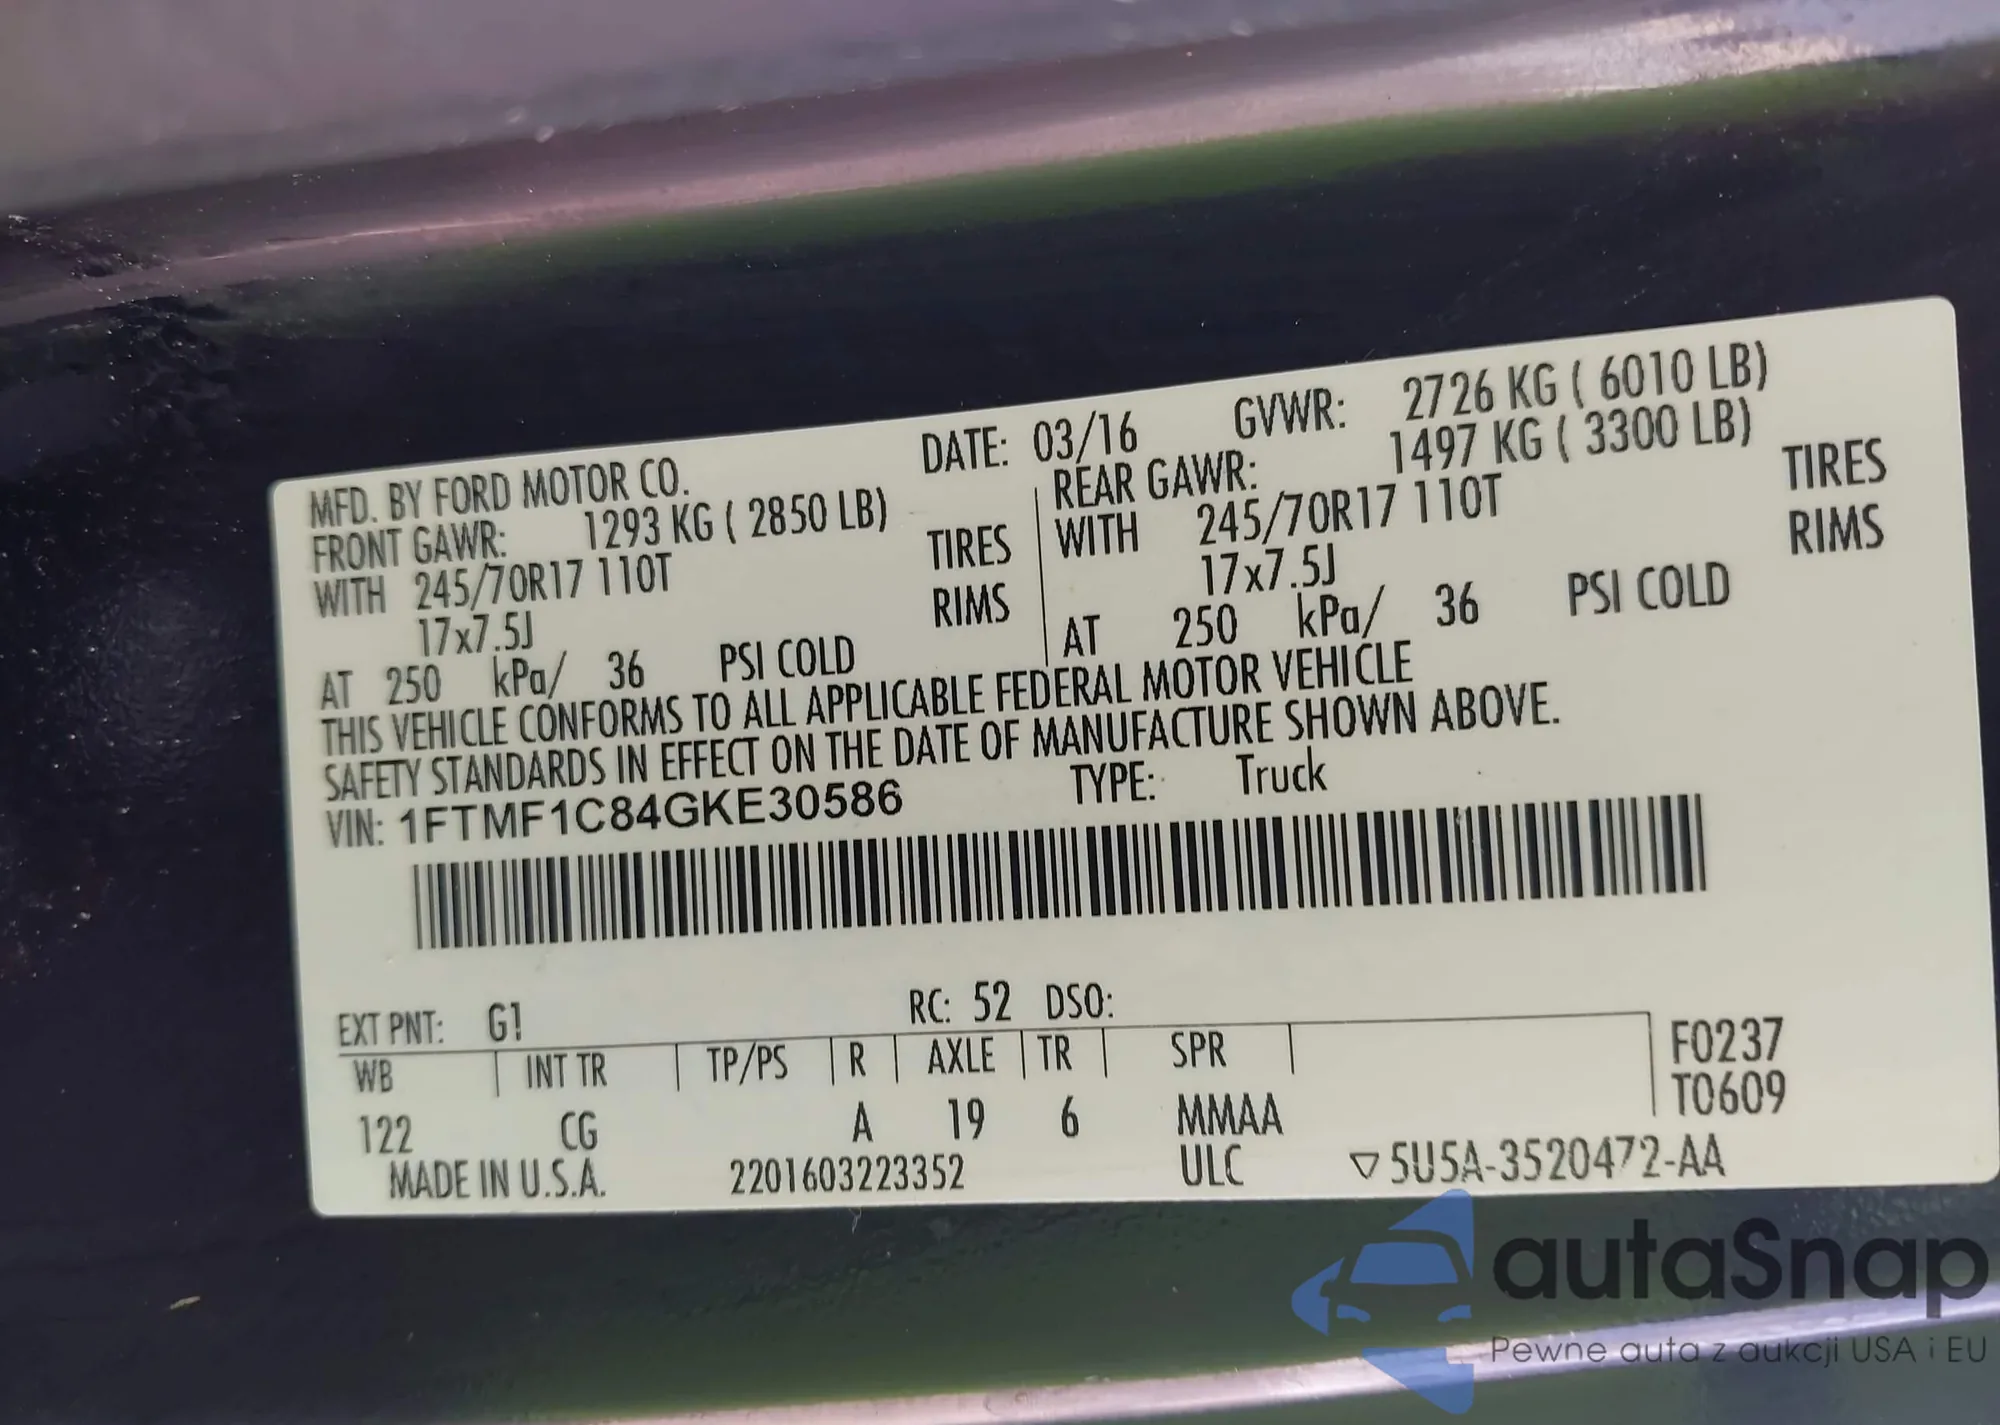 MFD. BY FORD MOTOR CO. DATE: 03/16 GVWR: 2726 KG ( 6010 LB)
FRONT GAWR: 1293 KG ( 2850 LB) REAR GAWR: 1497 KG ( 3300 LB)
WITH 245/70R17 110T TIRES WITH 245/70R17 110T TIRES
17x7.5J RIMS 17x7.5J RIMS
AT 250 kPa/ 36 PSI COLD AT 250 kPa/ 36 PSI COLD
THIS VEHICLE CONFORMS TO ALL APPLICABLE FEDERAL MOTOR VEHICLE
SAFETY STANDARDS IN EFFECT ON THE DATE OF MANUFACTURE SHOWN ABOVE.
VIN: 1FTMF1C84GKE30586 TYPE: Truck
EXT PNT: G1 RC: 52 DSO:
WB INT TR TP/PS R AXLE TR SPR F0237
T0609
122 CG A 19 6 MMAA
MADE IN U.S.A. 2201603223352 ULC ▽5U5A-3520472-AA
autaSnap
Pewne auta z aukcji USA i EU